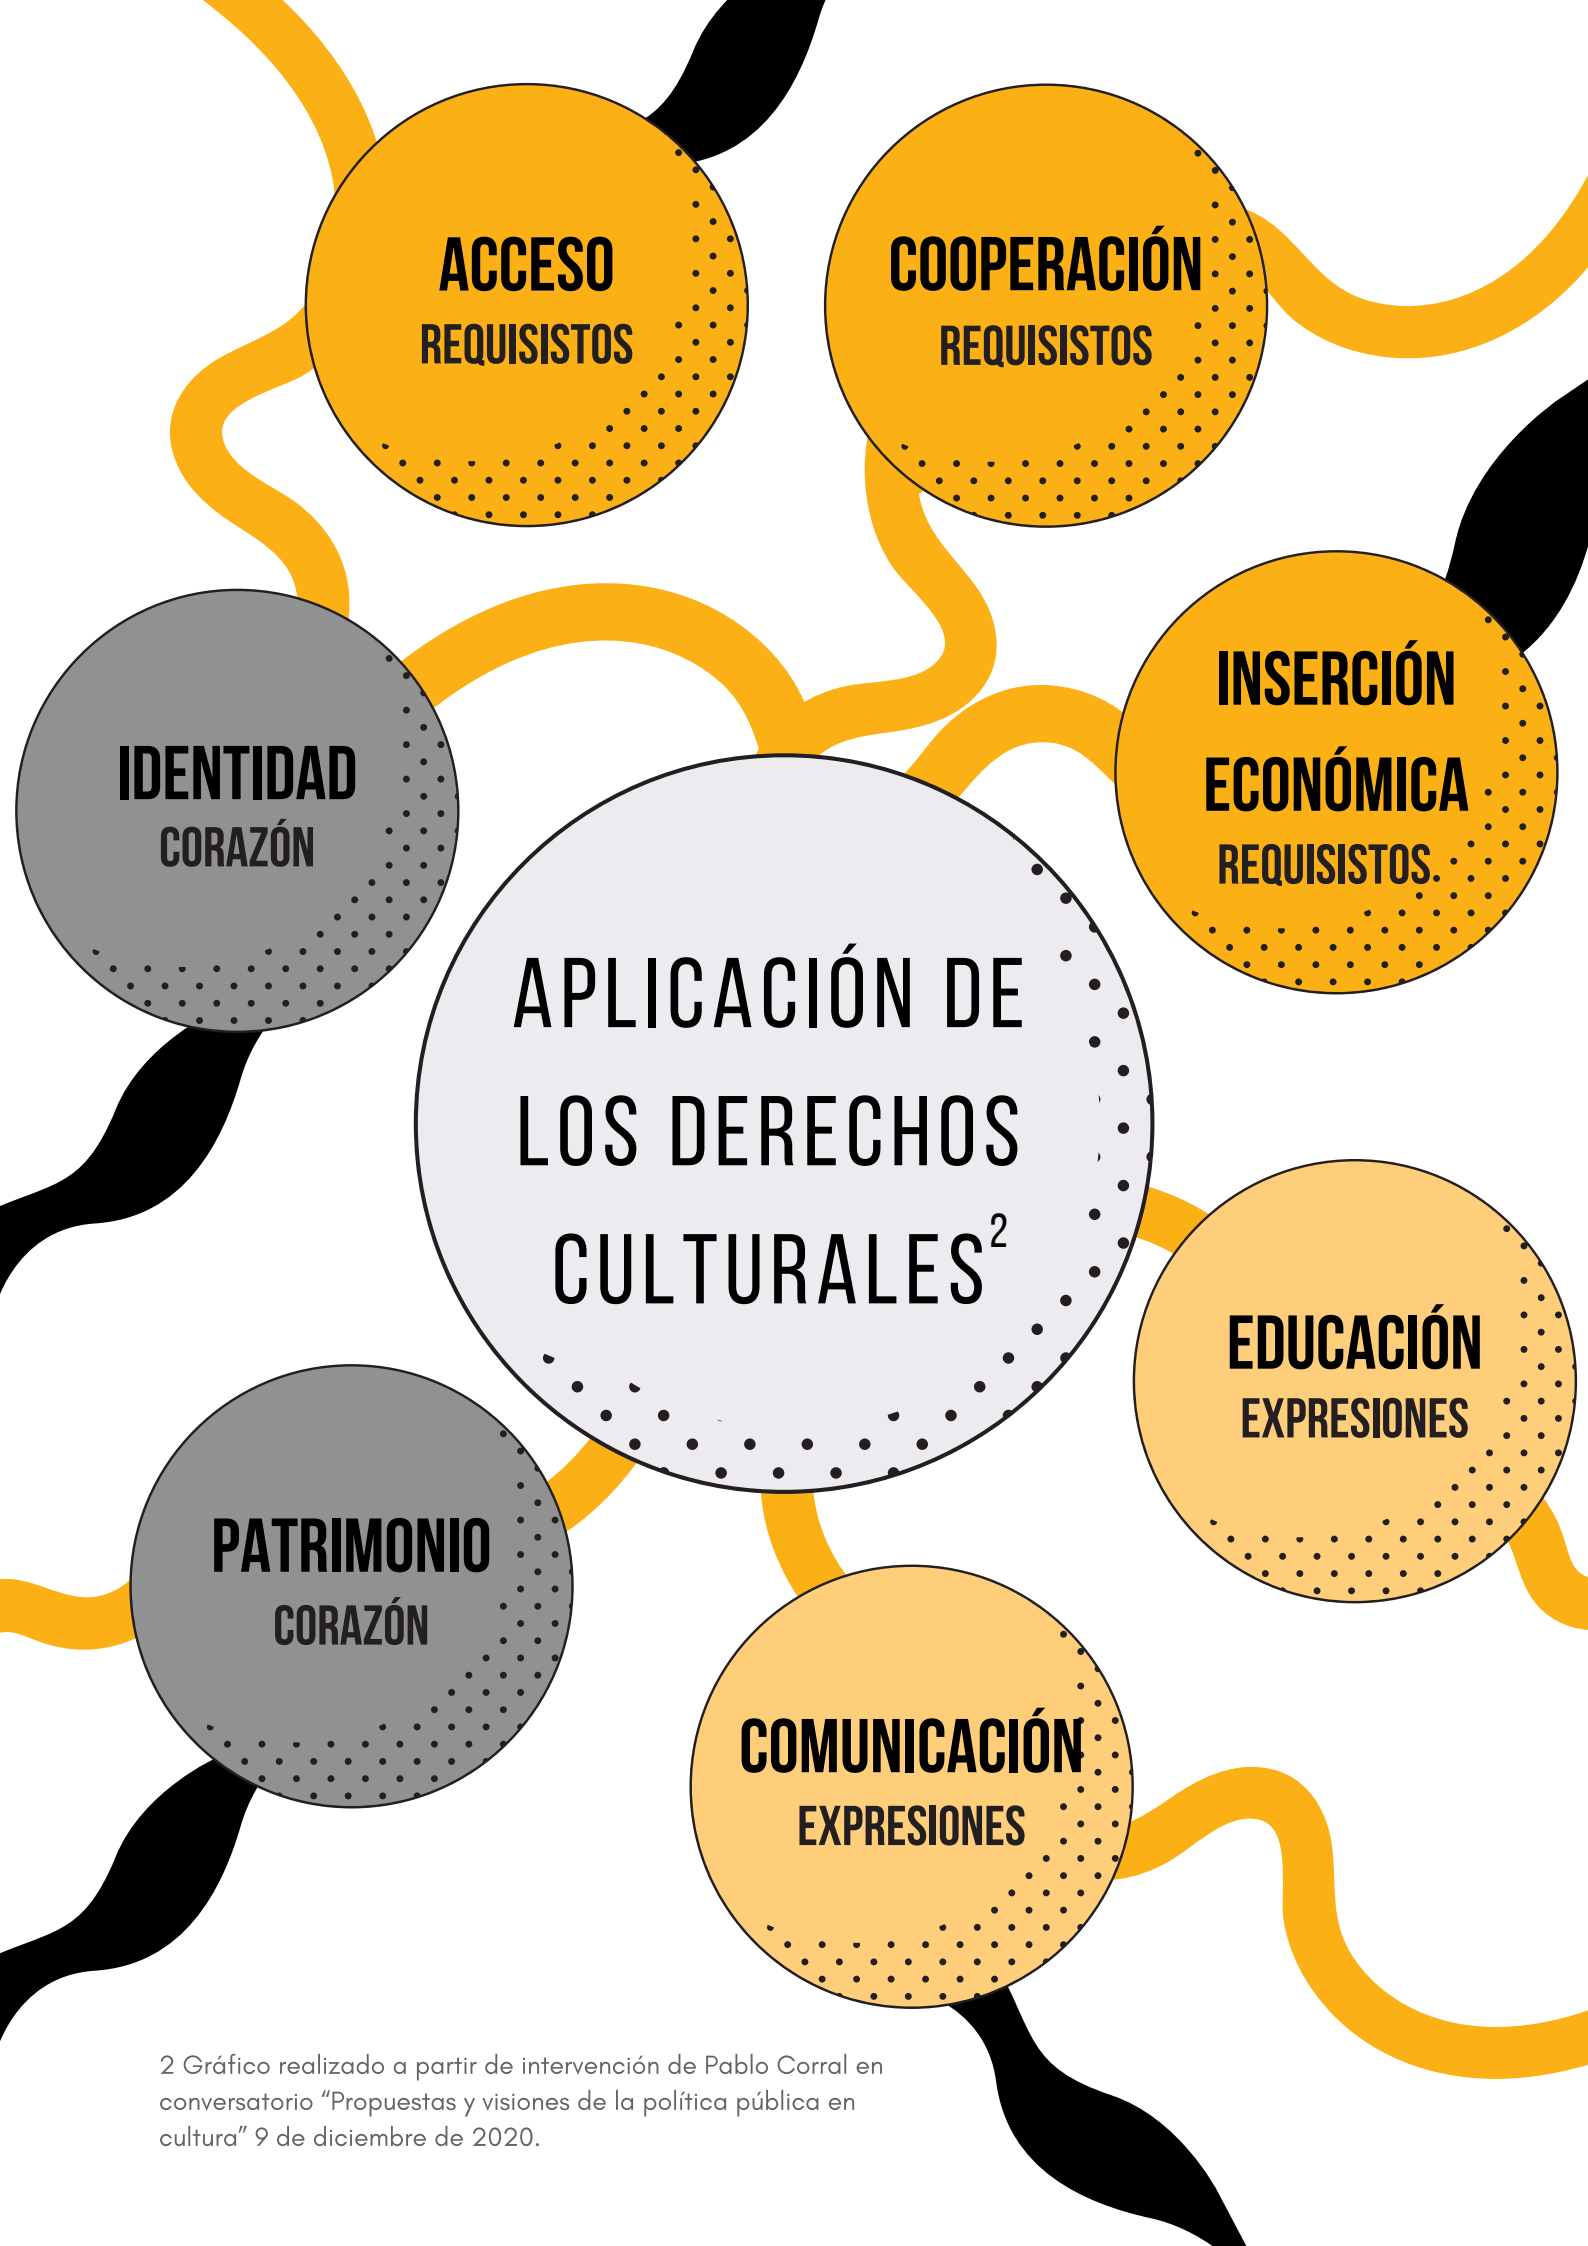 ACCESO
REQUISISTOS
COOPERACIÓN
REQUISISTOS
INSERCIÓN
ECONÓMICA
REQUISISTOS
IDENTIDAD
CORAZÓN
APLICACIÓN DE
LOS DERECHOS
CULTURALES²
EDUCACIÓN
EXPRESIONES
PATRIMONIO
CORAZÓN
COMUNICACIÓN
EXPRESIONES
2 Gráfico realizado a partir de intervención de Pablo Corral en
conversatorio “Propuestas y visiones de la política pública en
cultura” 9 de diciembre de 2020.